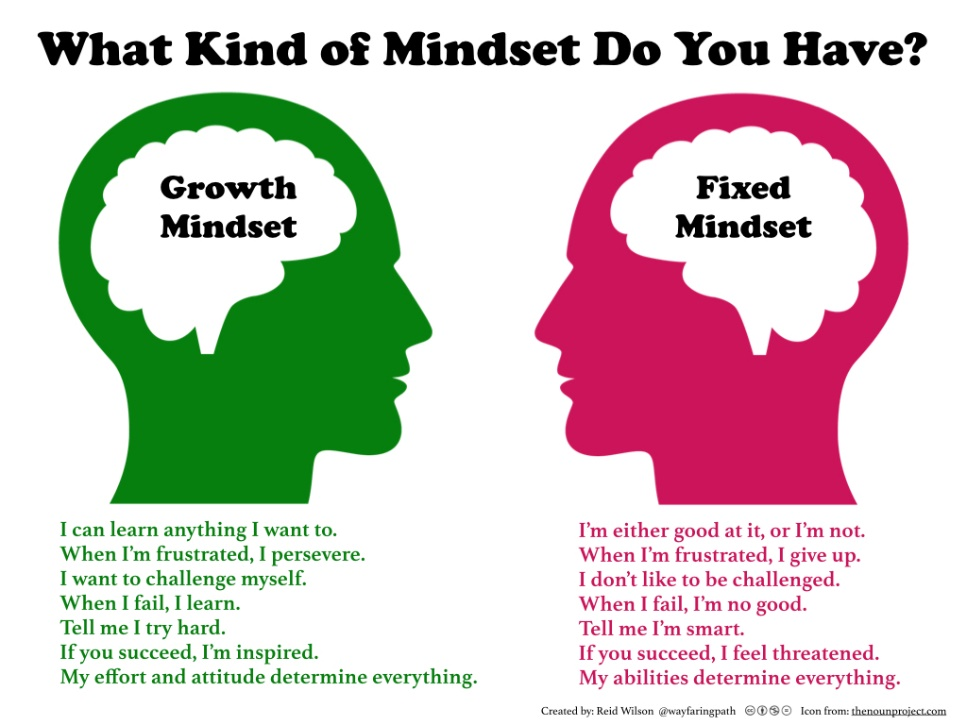 What Kind of Mindset Do You Have?
Growth
Mindset
Fixed
Mindset
I can learn anything I want to.
When I'm frustrated, I persevere.
I want to challenge myself.
When I fail, I learn.
Tell me I try hard.
If you succeed, I'm inspired.
My effort and attitude determine everything.
I'm either good at it, or I'm not.
When I'm frustrated, I give up.
I don't like to be challenged.
When I fail, I'm no good.
Tell me I'm smart.
If you succeed, I feel threatened.
My abilities determine everything.
Created by: Reid Wilson @wayfaringpath Icon from: thenounproject.com